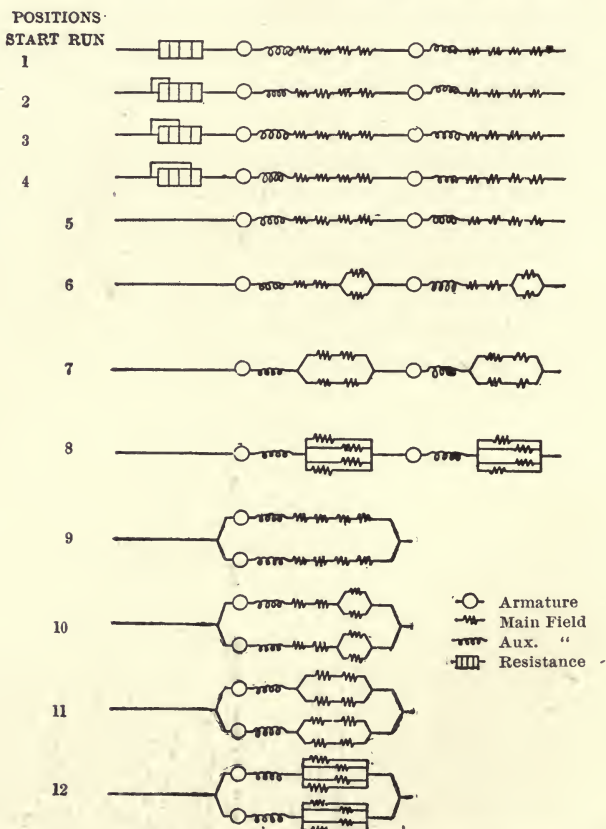 POSITIONS
START RUN
1
2
3
4
5
6
7
8
9
10
11
12
Armature
Main Field
Aux. “
Resistance